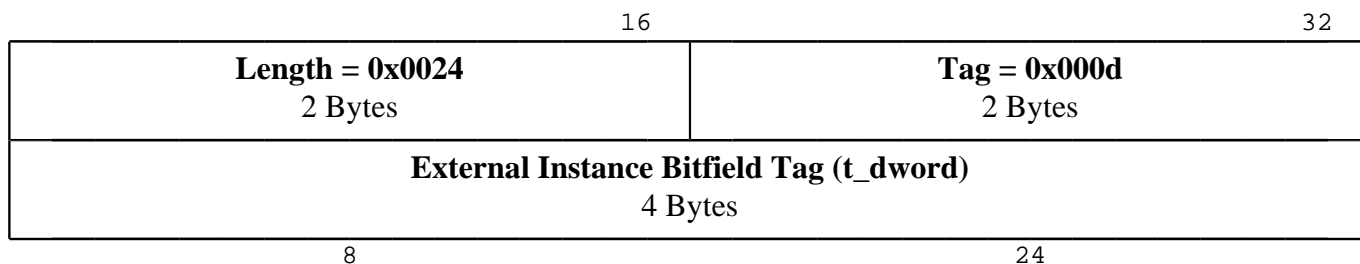 16 32
Length = 0x0024 Tag = 0x000d
2 Bytes 2 Bytes
External Instance Bitfield Tag (t_dword)
4 Bytes
8 24